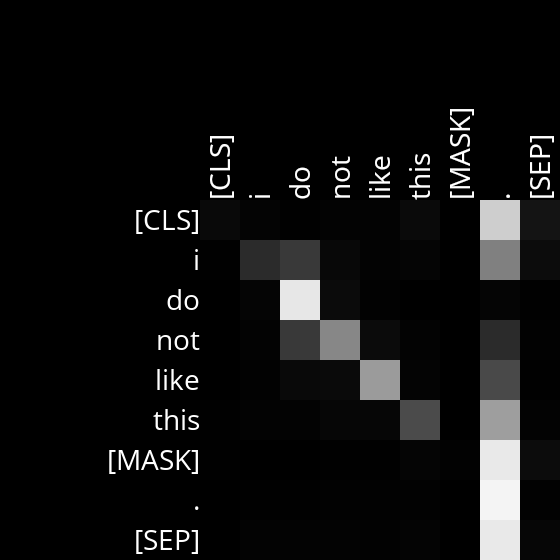 [CLS] i do not like this [MASK] . [SEP]
[CLS]
i
do
not
like
this
[MASK]
.
[SEP]